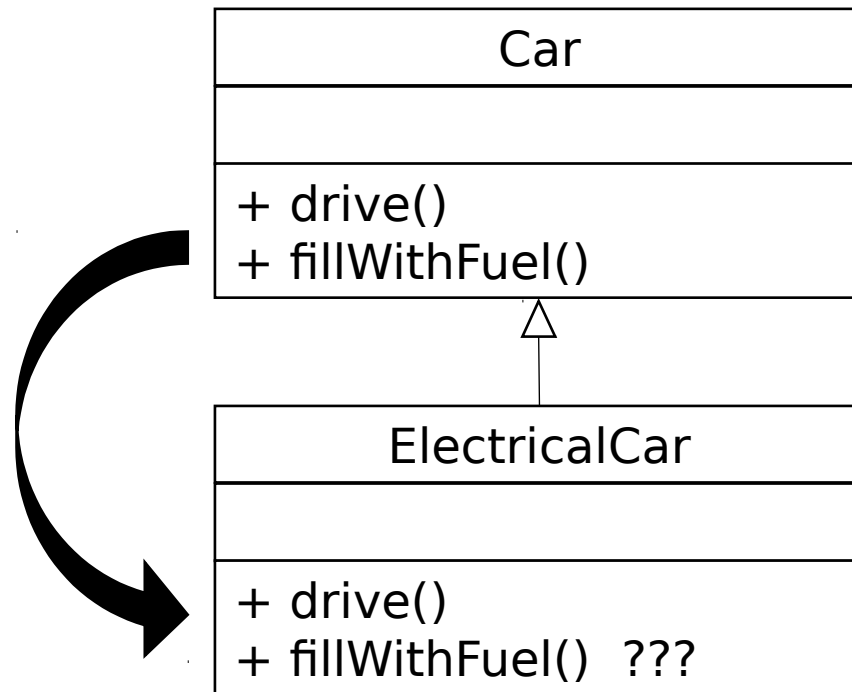 Car
+ drive()
+ fillWithFuel()
ElectricalCar
+ drive()
+ fillWithFuel() ???